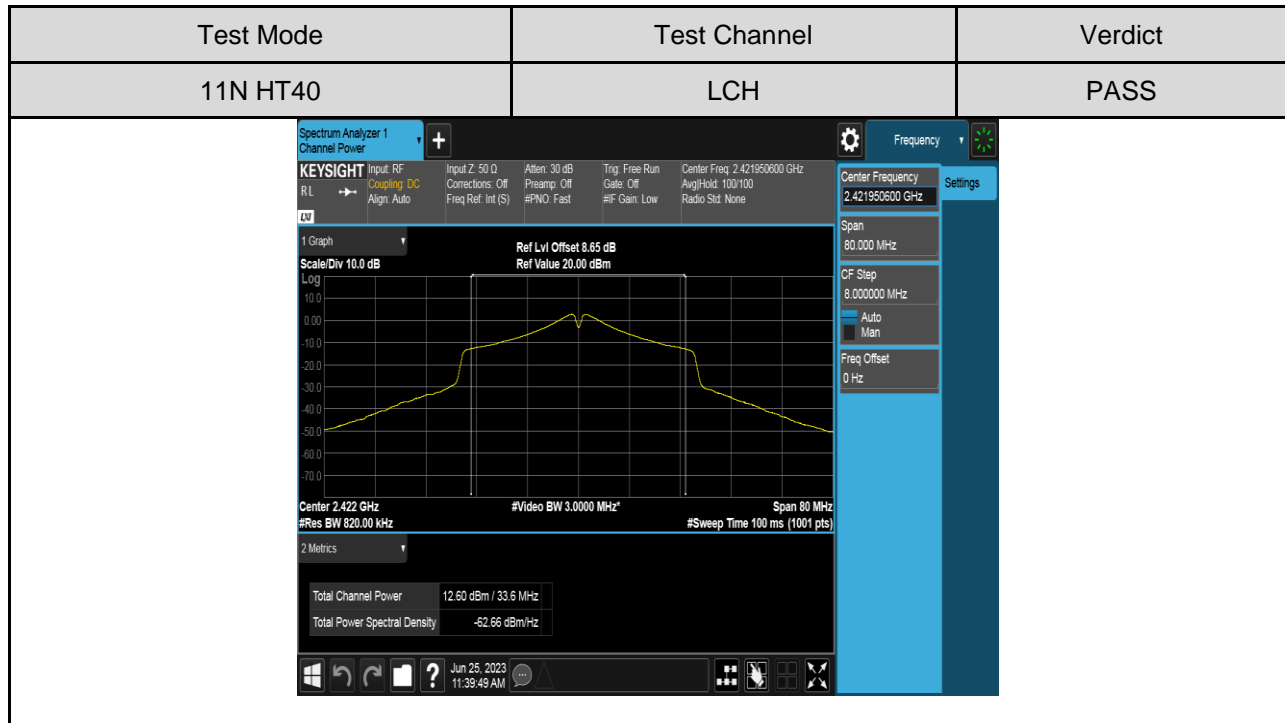 Test Mode Test Channel Verdict
11N HT40 LCH PASS
Spectrum Analyzer 1
Channel Power
+
Frequency
KEYSIGHT Input: RF Input Z: 50 Ω Atten: 30 dB Trig: Free Run Center Freq: 2.421950600 GHz
RL Coupling: DC Corrections: Off Preamp: Off Gate: Off Avg|Hold: 100/100
Align: Auto Freq Ref: Int (S) #PNO: Fast #IF Gain: Low Radio Std: None
LXI
Center Frequency
2.421950600 GHz
Settings
Span
80.000 MHz
CF Step
8.000000 MHz
Auto
Man
Freq Offset
0 Hz
1 Graph
Ref Lvl Offset 8.65 dB
Scale/Div 10.0 dB Ref Value 20.00 dBm
Log
10.0
0.00
-10.0
-20.0
-30.0
-40.0
-50.0
-60.0
-70.0
Center 2.422 GHz #Video BW 3.0000 MHz* Span 80 MHz
#Res BW 820.00 kHz #Sweep Time 100 ms (1001 pts)
2 Metrics
Total Channel Power 12.60 dBm / 33.6 MHz
Total Power Spectral Density -62.66 dBm/Hz
? Jun 25, 2023
11:39:49 AM